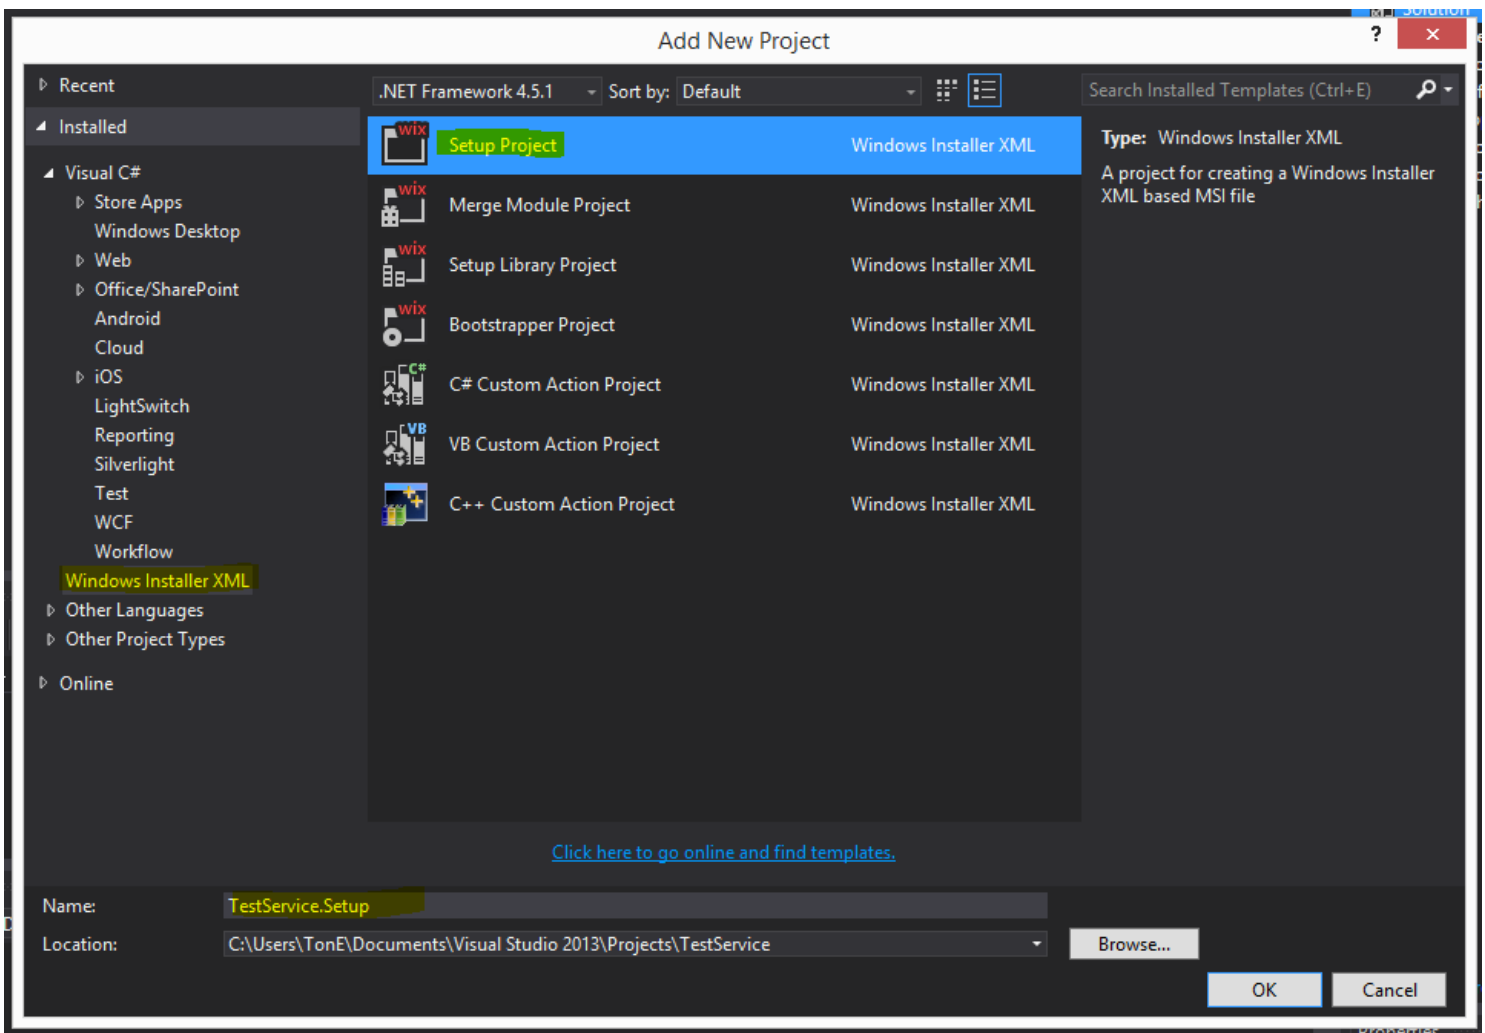 Solution
Add New Project
?
Recent
.NET Framework 4.5.1
Sort by:
Default
Search Installed Templates (Ctrl+E)
Installed
Visual C#
Store Apps
Windows Desktop
Web
Office/SharePoint
Android
Cloud
iOS
LightSwitch
Reporting
Silverlight
Test
WCF
Workflow
Windows Installer XML
Other Languages
Other Project Types
Online
wix
Setup Project
Windows Installer XML
wix
Merge Module Project
Windows Installer XML
wix
Setup Library Project
Windows Installer XML
wix
Bootstrapper Project
Windows Installer XML
C#
C# Custom Action Project
Windows Installer XML
VB
VB Custom Action Project
Windows Installer XML
C++ Custom Action Project
Windows Installer XML
Type: Windows Installer XML
A project for creating a Windows Installer
XML based MSI file
Click here to go online and find templates.
Name:
TestService.Setup
Location:
C:\Users\TonE\Documents\Visual Studio 2013\Projects\TestService
Browse...
OK
Cancel
Properties